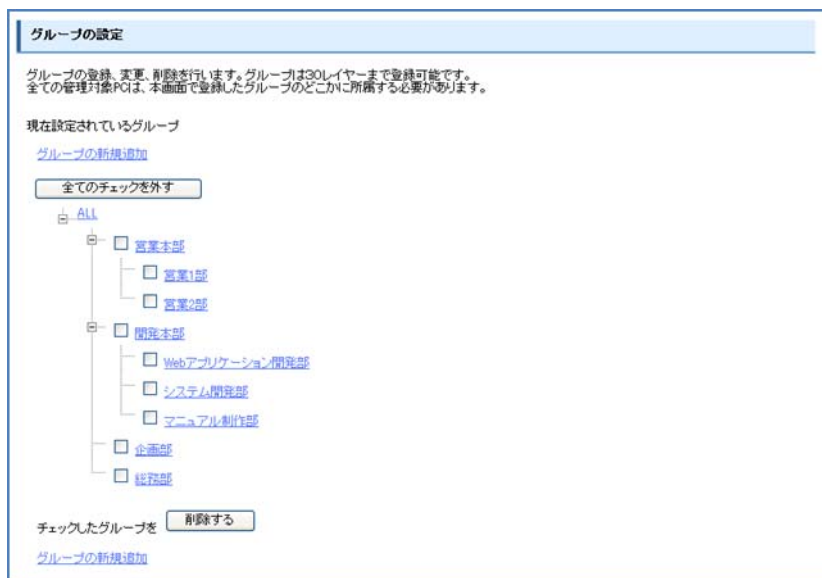 グループの設定
グループの登録、変更、削除を行います。グループは30レイヤーまで登録可能です。
全ての管理対象PCは、本画面で登録したグループのどこかに所属する必要があります。
現在設定されているグループ
グループの新規追加
全てのチェックを外す
ALL
営業本部
営業1部
営業2部
開発本部
Webアプリケーション開発部
システム開発部
マニュアル制作部
企画部
総務部
チェックしたグループを 削除する
グループの新規追加